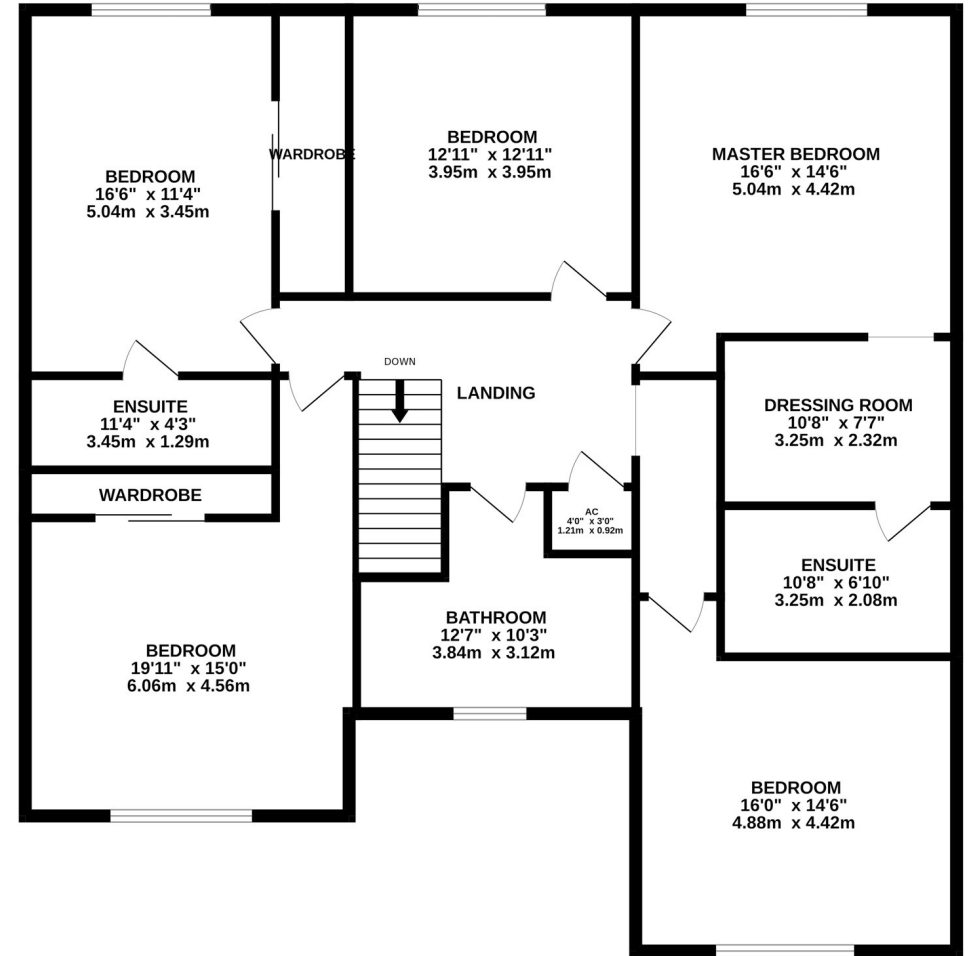 BEDROOM
16'6" x 11'4"
5.04m x 3.45m
WARDROBE
BEDROOM
12'11" x 12'11"
3.95m x 3.95m
MASTER BEDROOM
16'6" x 14'6"
5.04m x 4.42m
DOWN
LANDING
ENSUITE
11'4" x 4'3"
3.45m x 1.29m
DRESSING ROOM
10'8" x 7'7"
3.25m x 2.32m
WARDROBE
AC
4'0" x 3'0"
1.21m x 0.92m
ENSUITE
10'8" x 6'10"
3.25m x 2.08m
BATHROOM
12'7" x 10'3"
3.84m x 3.12m
BEDROOM
19'11" x 15'0"
6.06m x 4.56m
BEDROOM
16'0" x 14'6"
4.88m x 4.42m